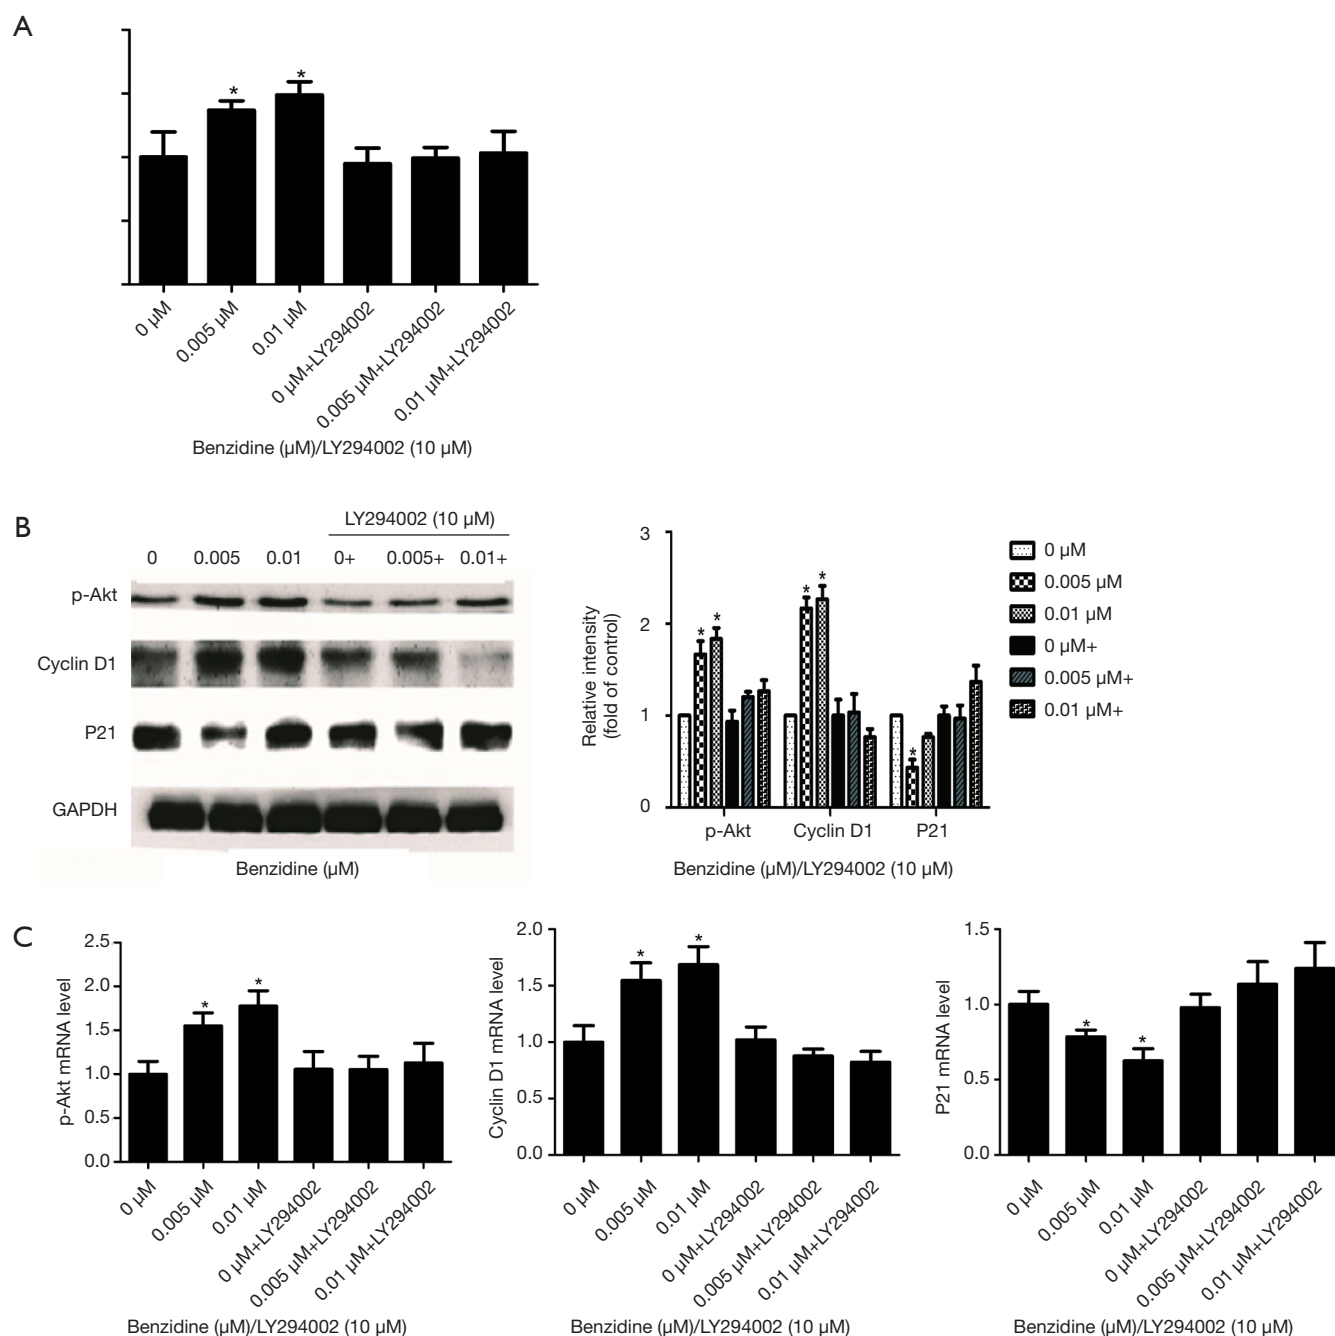 A
*
*
0 µM
0.005 µM
0.01 µM
0 µM+LY294002
0.005 µM+LY294002
0.01 µM+LY294002
Benzidine (µM)/LY294002 (10 µM)
B
LY294002 (10 µM)
0 0.005 0.01 0+ 0.005+ 0.01+
p-Akt
Cyclin D1
P21
GAPDH
Benzidine (µM)
Relative intensity
(fold of control)
3
2
1
0
* *
* *
*
p-Akt Cyclin D1 P21
Benzidine (µM)/LY294002 (10 µM)
0 µM
0.005 µM
0.01 µM
0 µM+
0.005 µM+
0.01 µM+
C
p-Akt mRNA level
2.5
2.0
1.5
1.0
0.5
0.0
*
*
0 µM
0.005 µM
0.01 µM
0 µM+LY294002
0.005 µM+LY294002
0.01 µM+LY294002
Benzidine (µM)/LY294002 (10 µM)
Cyclin D1 mRNA level
2.0
1.5
1.0
0.5
0.0
*
*
0 µM
0.005 µM
0.01 µM
0 µM+LY294002
0.005 µM+LY294002
0.01 µM+LY294002
Benzidine (µM)/LY294002 (10 µM)
P21 mRNA level
1.5
1.0
0.5
0.0
*
*
0 µM
0.005 µM
0.01 µM
0 µM+LY294002
0.005 µM+LY294002
0.01 µM+LY294002
Benzidine (µM)/LY294002 (10 µM)